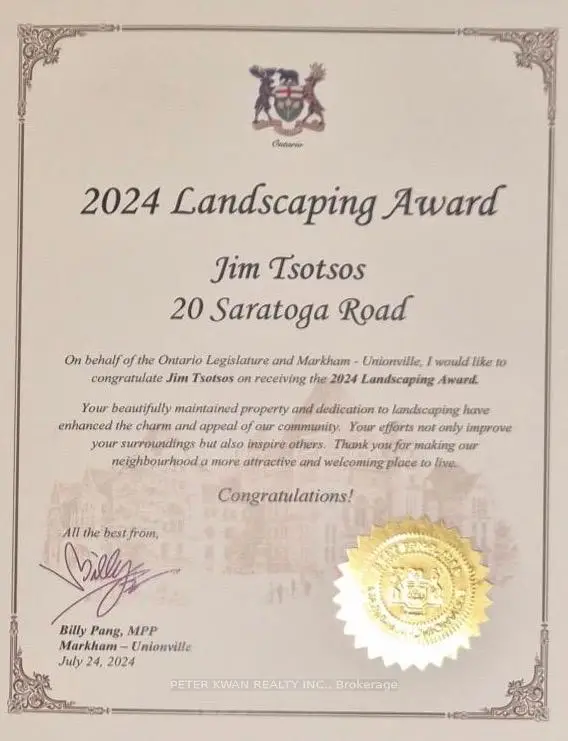 Ontario
2024 Landscaping Award
Jim Tsotsos
20 Saratoga Road
On behalf of the Ontario Legislature and Markham - Unionville, I would like to
congratulate Jim Tsotsos on receiving the 2024 Landscaping Award.
Your beautifully maintained property and dedication to landscaping have
enhanced the charm and appeal of our community. Your efforts not only improve
your surroundings but also inspire others. Thank you for making our
neighbourhood a more attractive and welcoming place to live.
Congratulations!
All the best from,
Billy
Billy Pang, MPP
Markham – Unionville
July 24, 2024
PETER KWAN REALTY INC., Brokerage